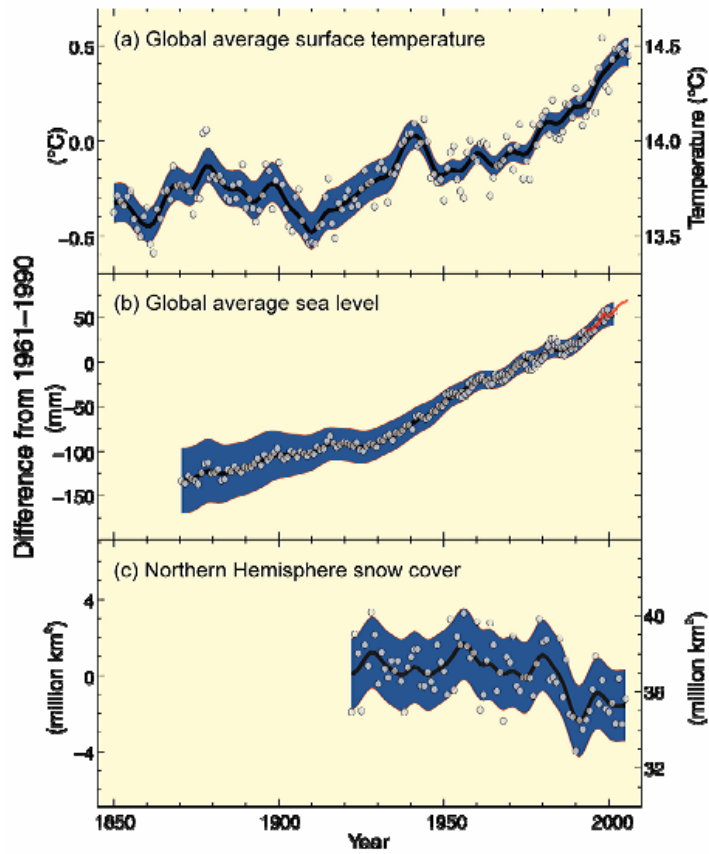 (a) Global average surface temperature
0.5
0.0
−0.5
(°C)
14.5
14.0
13.5
Temperature (°C)
(b) Global average sea level
50
0
−50
−100
−150
(mm)
Difference from 1961–1990
(c) Northern Hemisphere snow cover
4
0
−4
(million km²)
40
36
32
(million km²)
1850
1900
1950
2000
Year